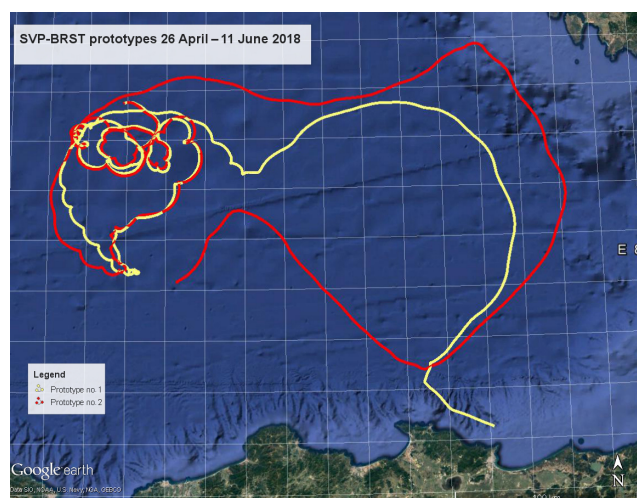 SVP-BRST prototypes 26 April – 11 June 2018
E 8
Legend
Prototype no. 1
Prototype no. 2
Google earth
Data SIO, NOAA, U.S. Navy, NGA, GEBCO
N